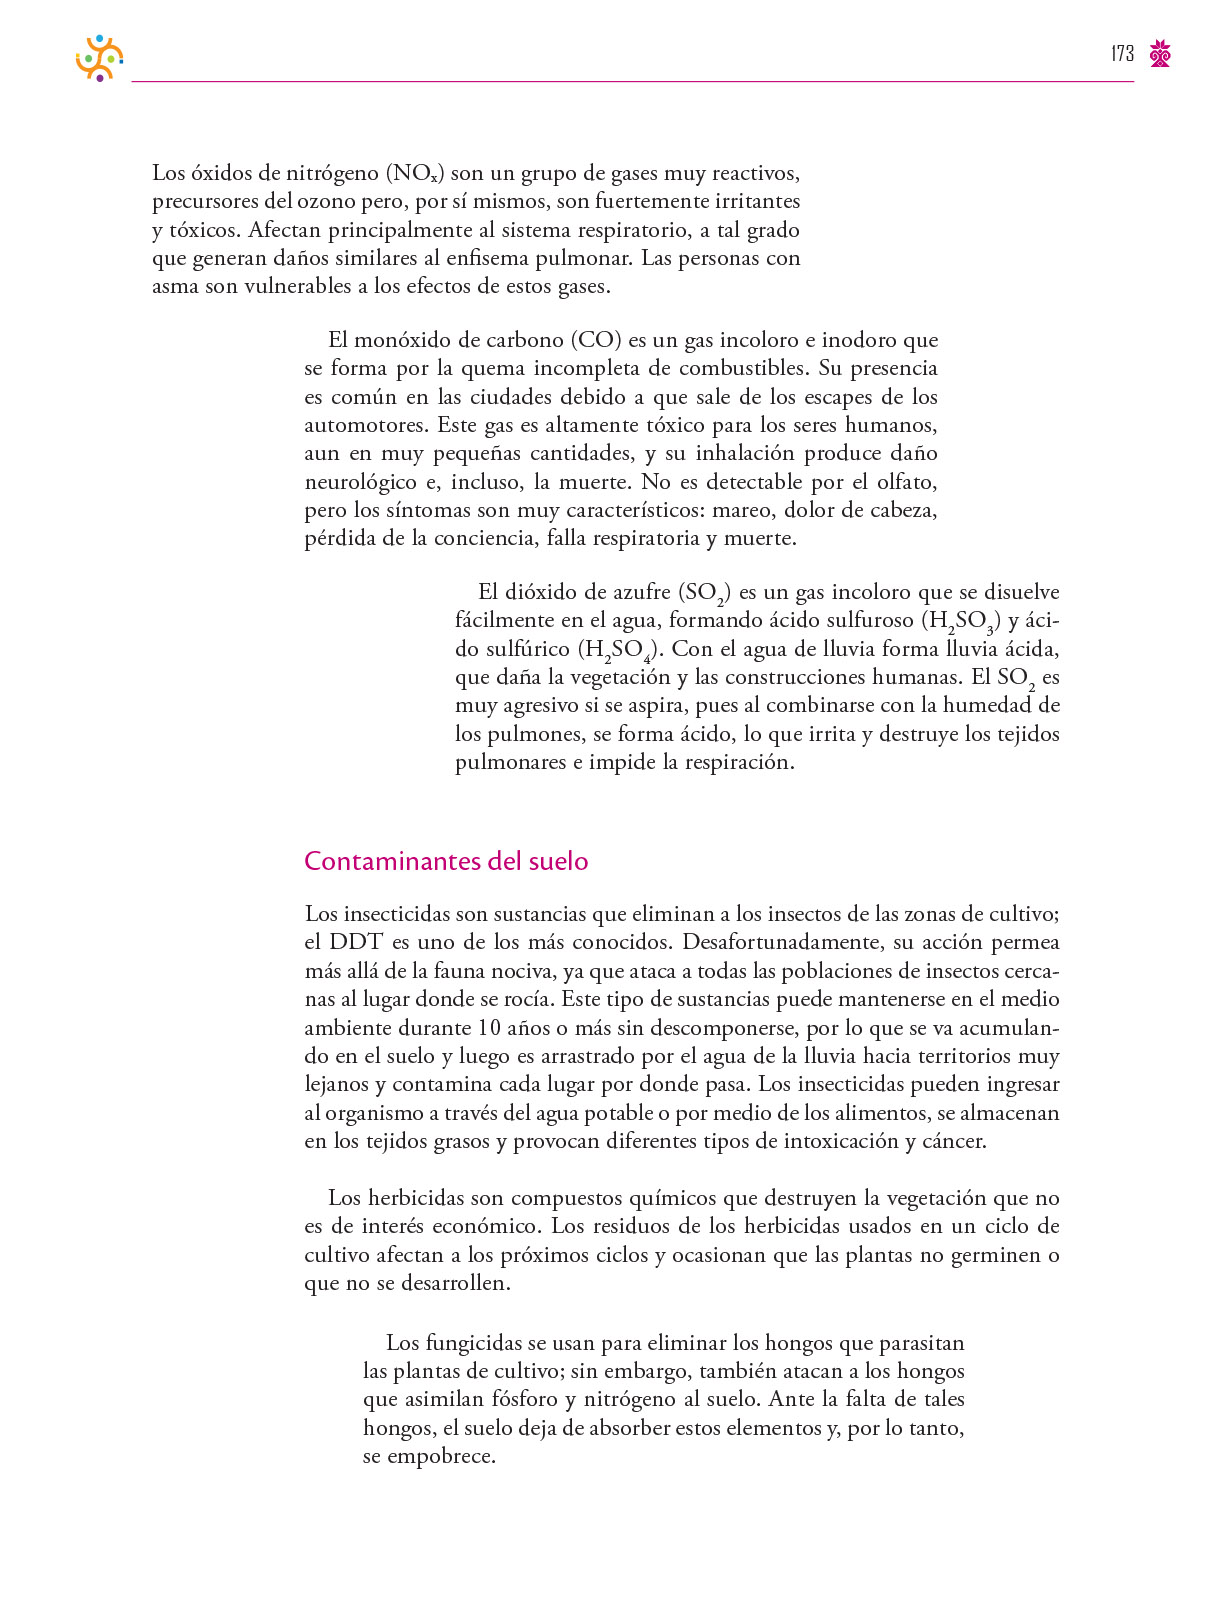 173
Los óxidos de nitrógeno (NOₓ) son un grupo de gases muy reactivos,
precursores del ozono pero, por sí mismos, son fuertemente irritantes
y tóxicos. Afectan principalmente al sistema respiratorio, a tal grado
que generan daños similares al enfisema pulmonar. Las personas con
asma son vulnerables a los efectos de estos gases.
El monóxido de carbono (CO) es un gas incoloro e inodoro que
se forma por la quema incompleta de combustibles. Su presencia
es común en las ciudades debido a que sale de los escapes de los
automotores. Este gas es altamente tóxico para los seres humanos,
aun en muy pequeñas cantidades, y su inhalación produce daño
neurológico e, incluso, la muerte. No es detectable por el olfato,
pero los síntomas son muy característicos: mareo, dolor de cabeza,
pérdida de la conciencia, falla respiratoria y muerte.
El dióxido de azufre (SO₂) es un gas incoloro que se disuelve
fácilmente en el agua, formando ácido sulfuroso (H₂SO₃) y áci-
do sulfúrico (H₂SO₄). Con el agua de lluvia forma lluvia ácida,
que daña la vegetación y las construcciones humanas. El SO₂ es
muy agresivo si se aspira, pues al combinarse con la humedad de
los pulmones, se forma ácido, lo que irrita y destruye los tejidos
pulmonares e impide la respiración.
Contaminantes del suelo
Los insecticidas son sustancias que eliminan a los insectos de las zonas de cultivo;
el DDT es uno de los más conocidos. Desafortunadamente, su acción permea
más allá de la fauna nociva, ya que ataca a todas las poblaciones de insectos cerca-
nas al lugar donde se rocía. Este tipo de sustancias puede mantenerse en el medio
ambiente durante 10 años o más sin descomponerse, por lo que se va acumulan-
do en el suelo y luego es arrastrado por el agua de la lluvia hacia territorios muy
lejanos y contamina cada lugar por donde pasa. Los insecticidas pueden ingresar
al organismo a través del agua potable o por medio de los alimentos, se almacenan
en los tejidos grasos y provocan diferentes tipos de intoxicación y cáncer.
Los herbicidas son compuestos químicos que destruyen la vegetación que no
es de interés económico. Los residuos de los herbicidas usados en un ciclo de
cultivo afectan a los próximos ciclos y ocasionan que las plantas no germinen o
que no se desarrollen.
Los fungicidas se usan para eliminar los hongos que parasitan
las plantas de cultivo; sin embargo, también atacan a los hongos
que asimilan fósforo y nitrógeno al suelo. Ante la falta de tales
hongos, el suelo deja de absorber estos elementos y, por lo tanto,
se empobrece.